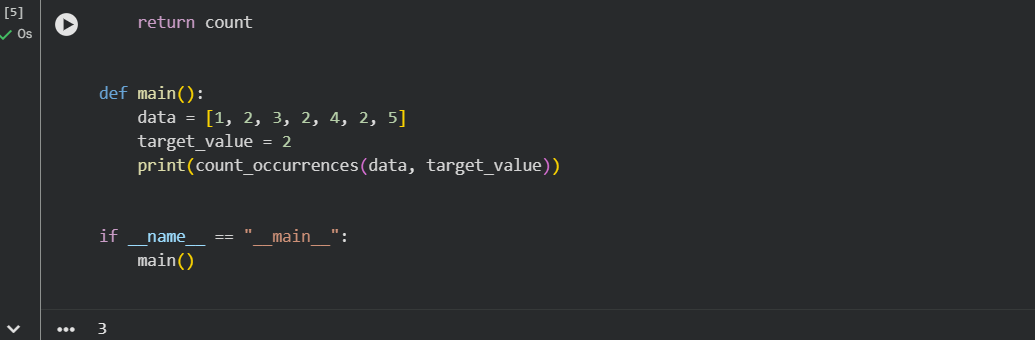 [5]
0s
return count
def main():
data = [1, 2, 3, 2, 4, 2, 5]
target_value = 2
print(count_occurrences(data, target_value))
if __name__ == "__main__":
main()
3